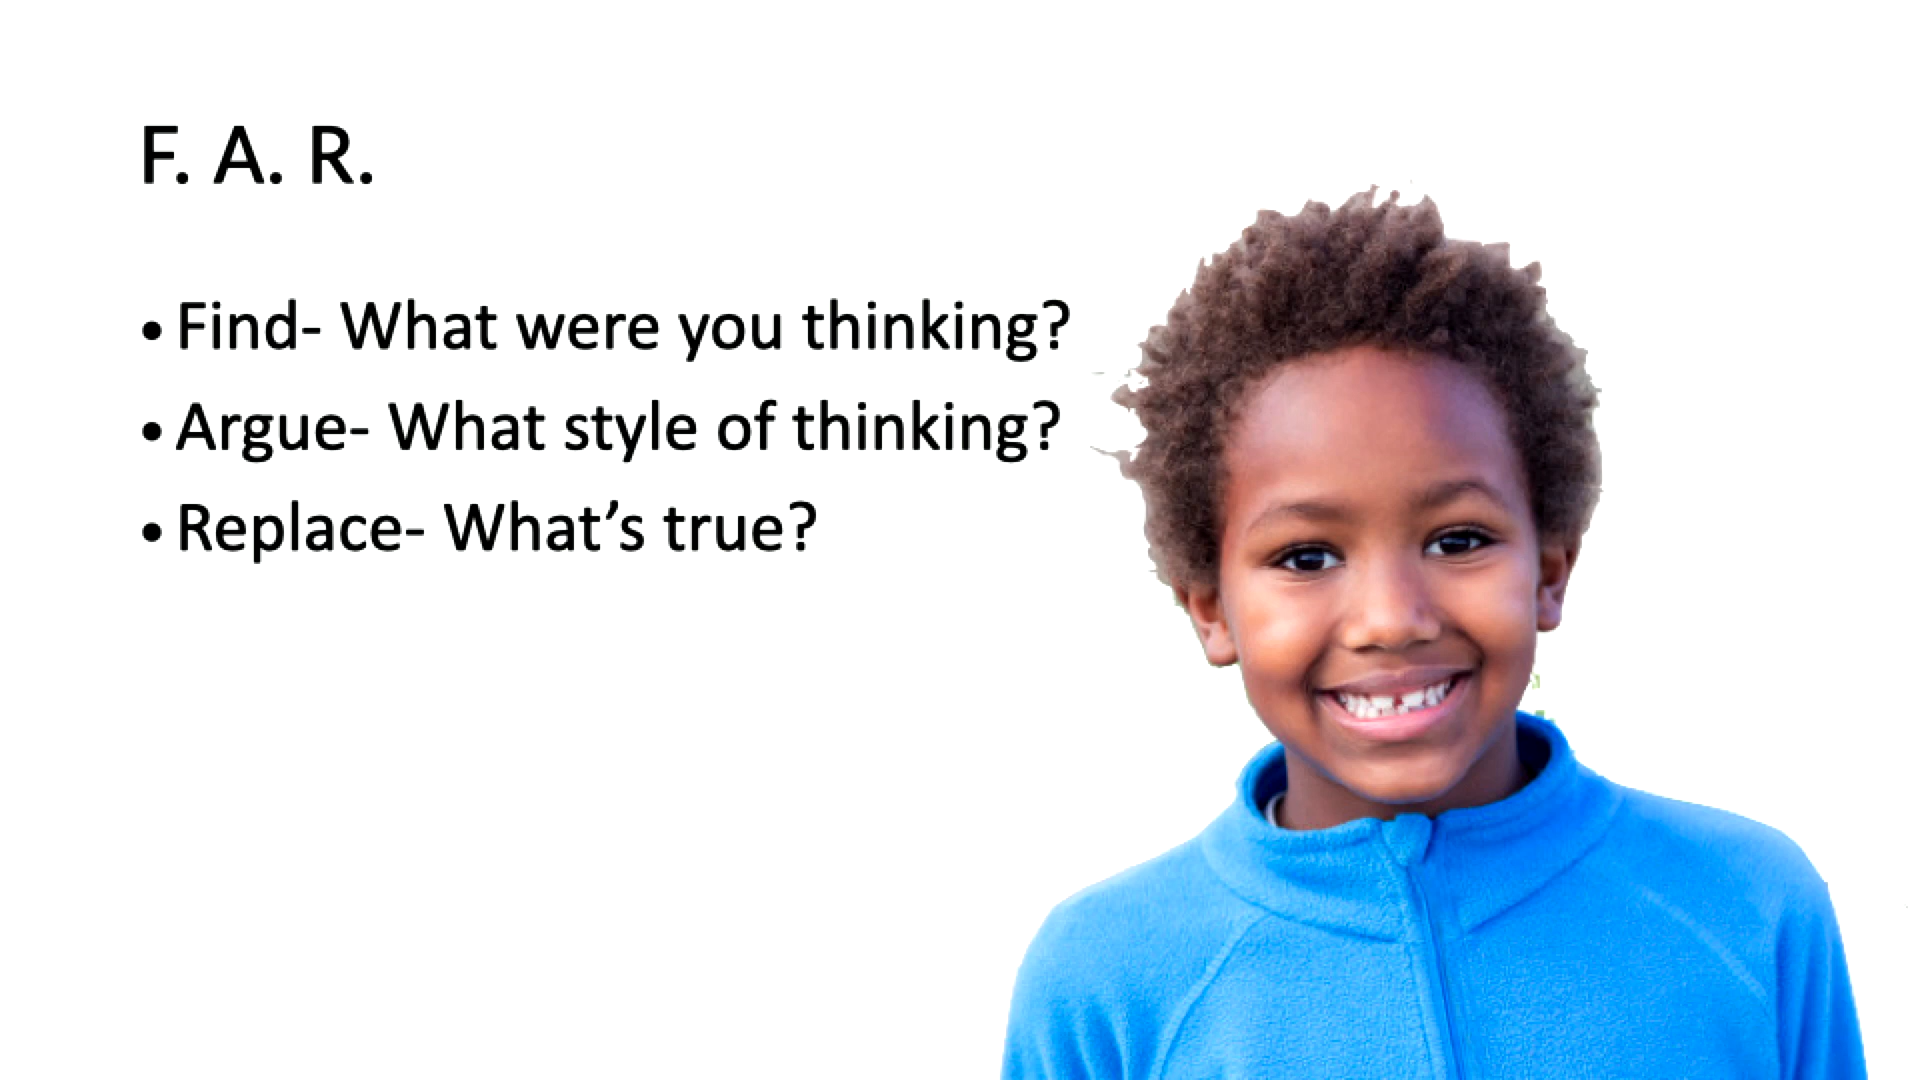 F. A. R.
• Find- What were you thinking?
• Argue- What style of thinking?
• Replace- What’s true?